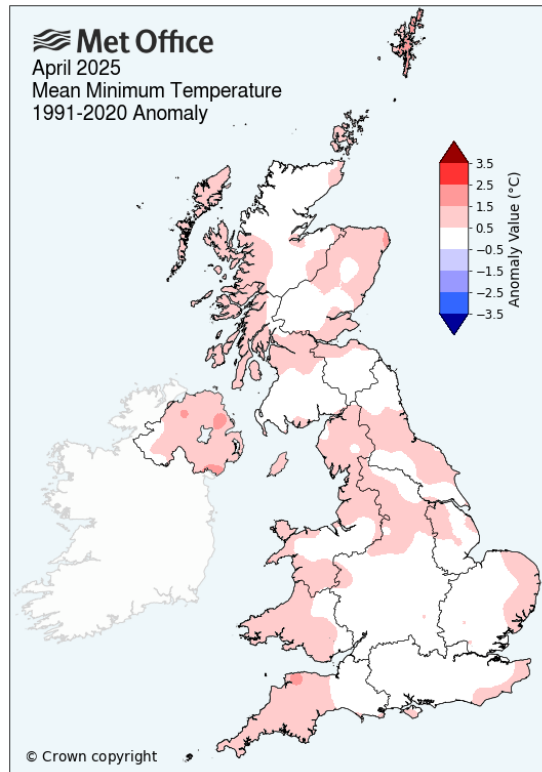 Met Office
April 2025
Mean Minimum Temperature
1991-2020 Anomaly
3.5
2.5
1.5
0.5
−0.5
−1.5
−2.5
−3.5
Anomaly Value (°C)
© Crown copyright